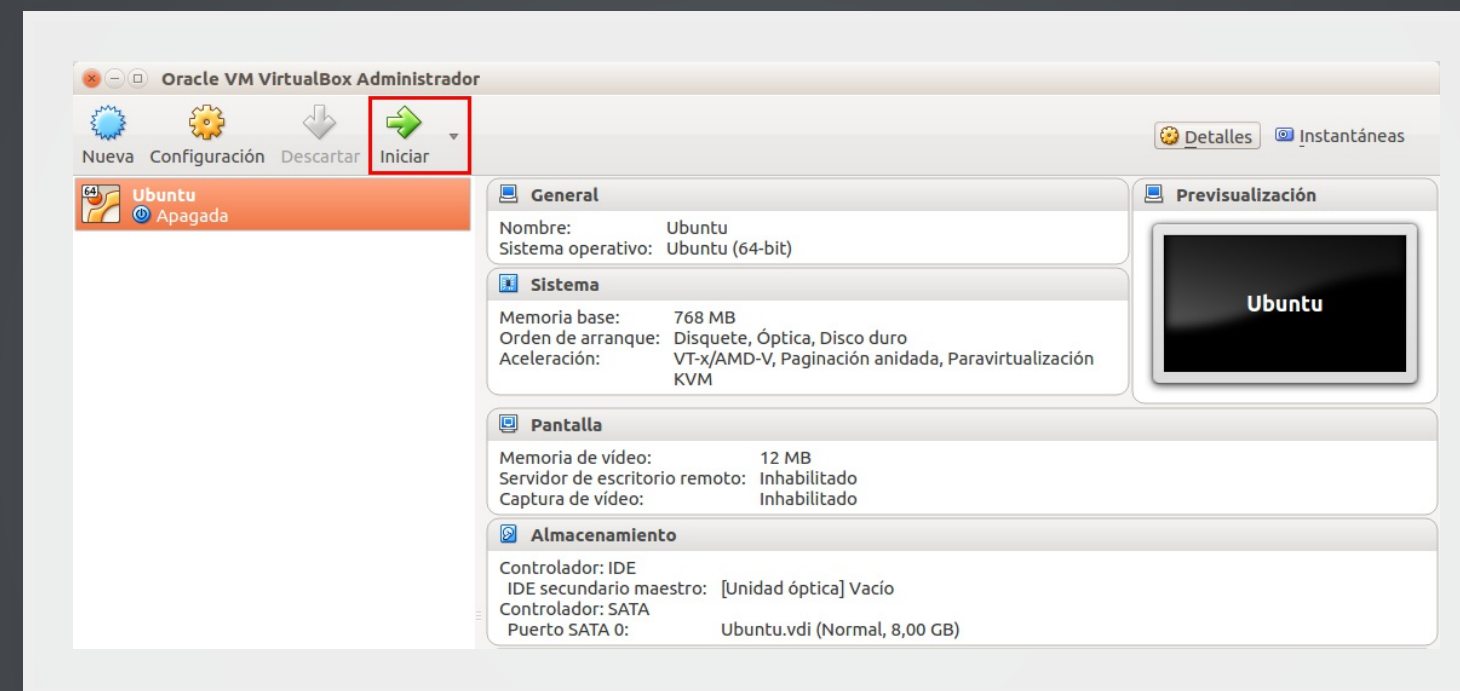 Oracle VM VirtualBox Administrador
Nueva Configuración Descartar Iniciar
Detalles Instantáneas
64 Ubuntu
Apagada
General
Nombre: Ubuntu
Sistema operativo: Ubuntu (64-bit)
Sistema
Memoria base: 768 MB
Orden de arranque: Disquete, Óptica, Disco duro
Aceleración: VT-x/AMD-V, Paginación anidada, Paravirtualización
KVM
Previsualización
Ubuntu
Pantalla
Memoria de vídeo: 12 MB
Servidor de escritorio remoto: Inhabilitado
Captura de vídeo: Inhabilitado
Almacenamiento
Controlador: IDE
IDE secundario maestro: [Unidad óptica] Vacío
Controlador: SATA
Puerto SATA 0: Ubuntu.vdi (Normal, 8,00 GB)